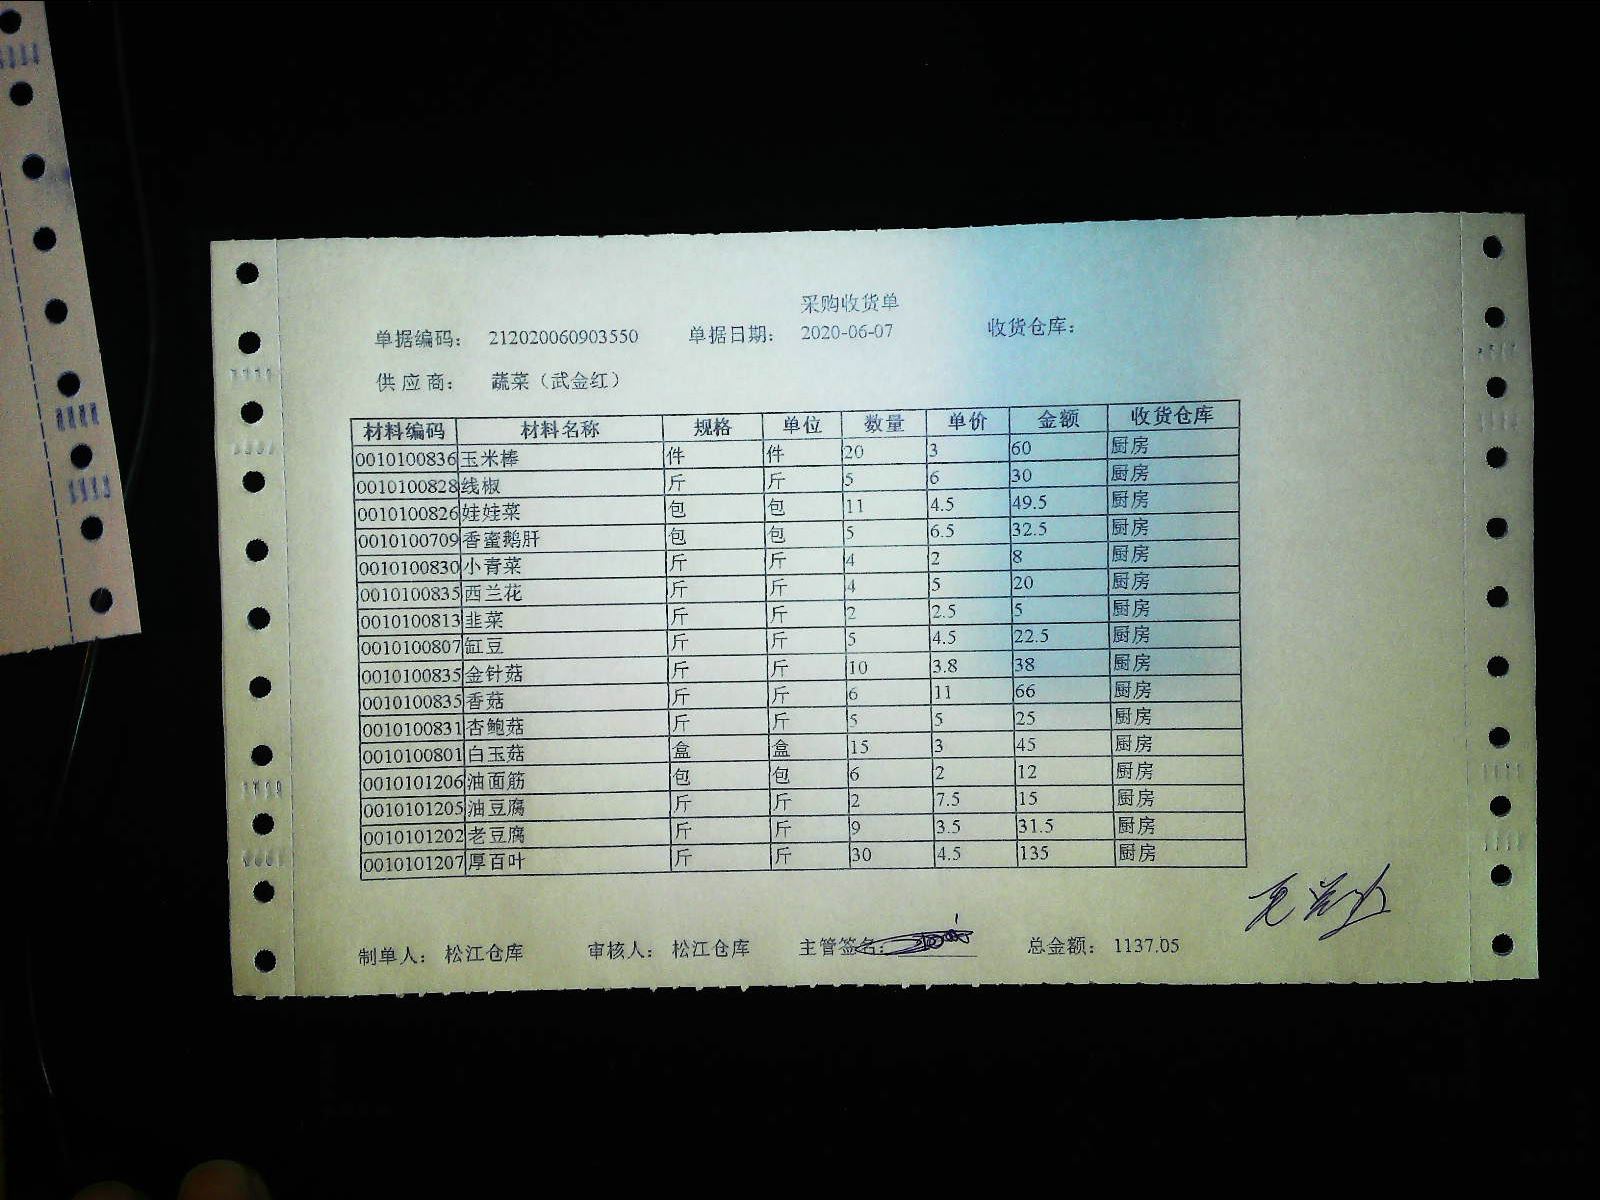 采购收货单
单据编码： 212020060903550 单据日期： 2020-06-07 收货仓库：
供应商： 蔬菜（武金红）
材料编码 材料名称 规格 单位 数量 单价 金额 收货仓库
0010100836 玉米棒 件 件 20 3 60 厨房
0010100828 线椒 斤 斤 5 6 30 厨房
0010100826 娃娃菜 包 包 11 4.5 49.5 厨房
0010100709 香蜜鹅肝 包 包 5 6.5 32.5 厨房
0010100830 小青菜 斤 斤 4 2 8 厨房
0010100835 西兰花 斤 斤 4 5 20 厨房
0010100813 韭菜 斤 斤 2 2.5 5 厨房
0010100807 缸豆 斤 斤 5 4.5 22.5 厨房
0010100835 金针菇 斤 斤 10 3.8 38 厨房
0010100835 香菇 斤 斤 6 11 66 厨房
0010100831 杏鲍菇 斤 斤 5 5 25 厨房
0010100801 白玉菇 盒 盒 15 3 45 厨房
0010101206 油面筋 包 包 6 2 12 厨房
0010101205 油豆腐 斤 斤 2 7.5 15 厨房
0010101202 老豆腐 斤 斤 9 3.5 31.5 厨房
0010101207 厚百叶 斤 斤 30 4.5 135 厨房
制单人： 松江仓库 审核人： 松江仓库 主管签名： 总金额： 1137.05